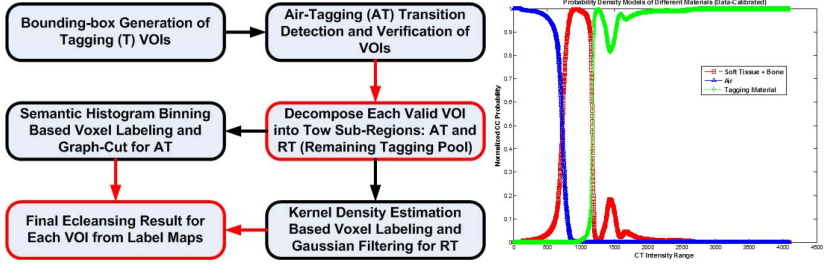 Bounding-box Generation of
Tagging (T) VOIs
Air-Tagging (AT) Transition
Detection and Verification of
VOIs
Semantic Histogram Binning
Based Voxel Labeling and
Graph-Cut for AT
Decompose Each Valid VOI
into Tow Sub-Regions: AT and
RT (Remaining Tagging Pool)
Final Ecleansing Result for
Each VOI from Label Maps
Kernel Density Estimation
Based Voxel Labeling and
Gaussian Filtering for RT
Probability Density Models of Different Materials (Data-Calibrated)
Normalized CC Probability
1
0.9
0.8
0.7
0.6
0.5
0.4
0.3
0.2
0.1
0
Soft Tissue + Bone
Air
Tagging Material
0 500 1000 1500 2000 2500 3000 3500 4000 4500
CT Intensity Range